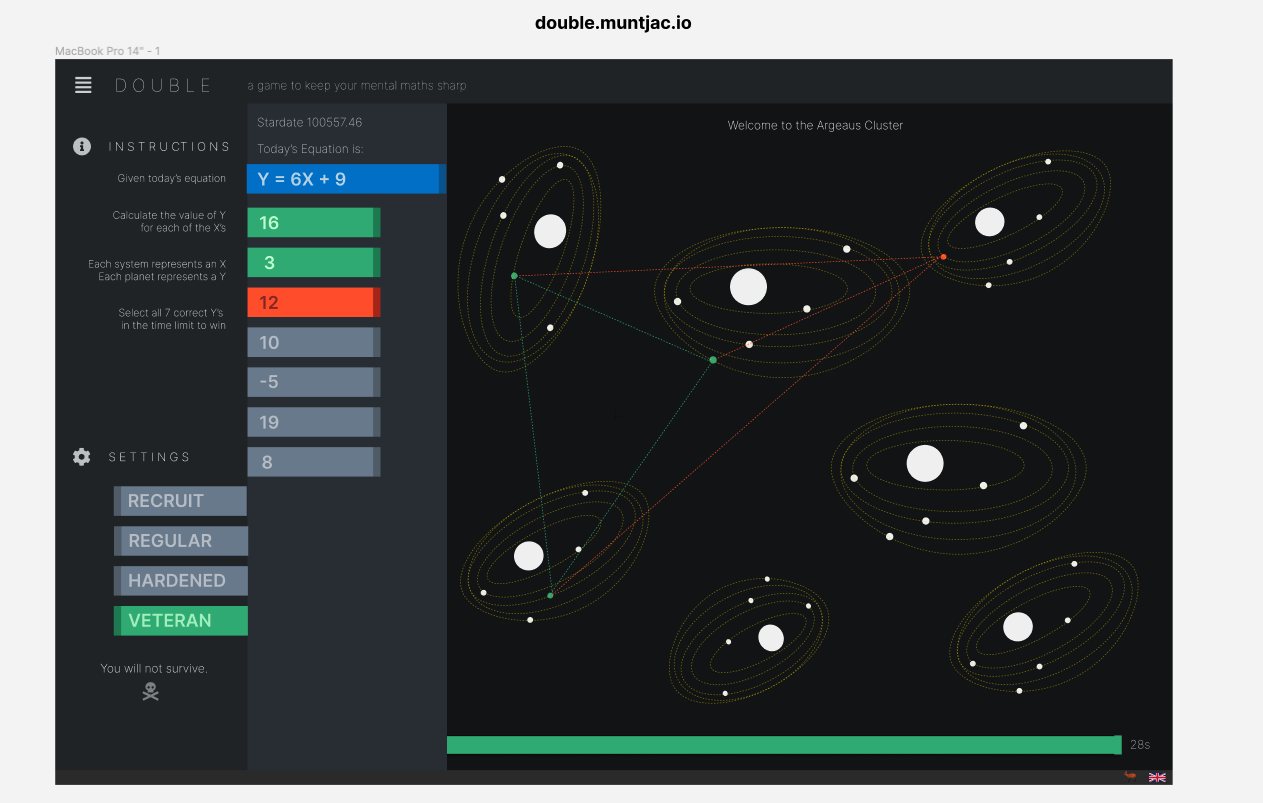 double.muntjac.io
MacBook Pro 14" - 1
DOUBLE
a game to keep your mental maths sharp
INSTRUCTIONS
Given today's equation
Calculate the value of Y
for each of the X's
Each system represents an X
Each planet represents a Y
Select all 7 correct Y's
in the time limit to win
SETTINGS
RECRUIT
REGULAR
HARDENED
VETERAN
You will not survive.
Stardate 100557.46
Today's Equation is:
Y = 6X + 9
16
3
12
10
-5
19
8
Welcome to the Argeaus Cluster
28s